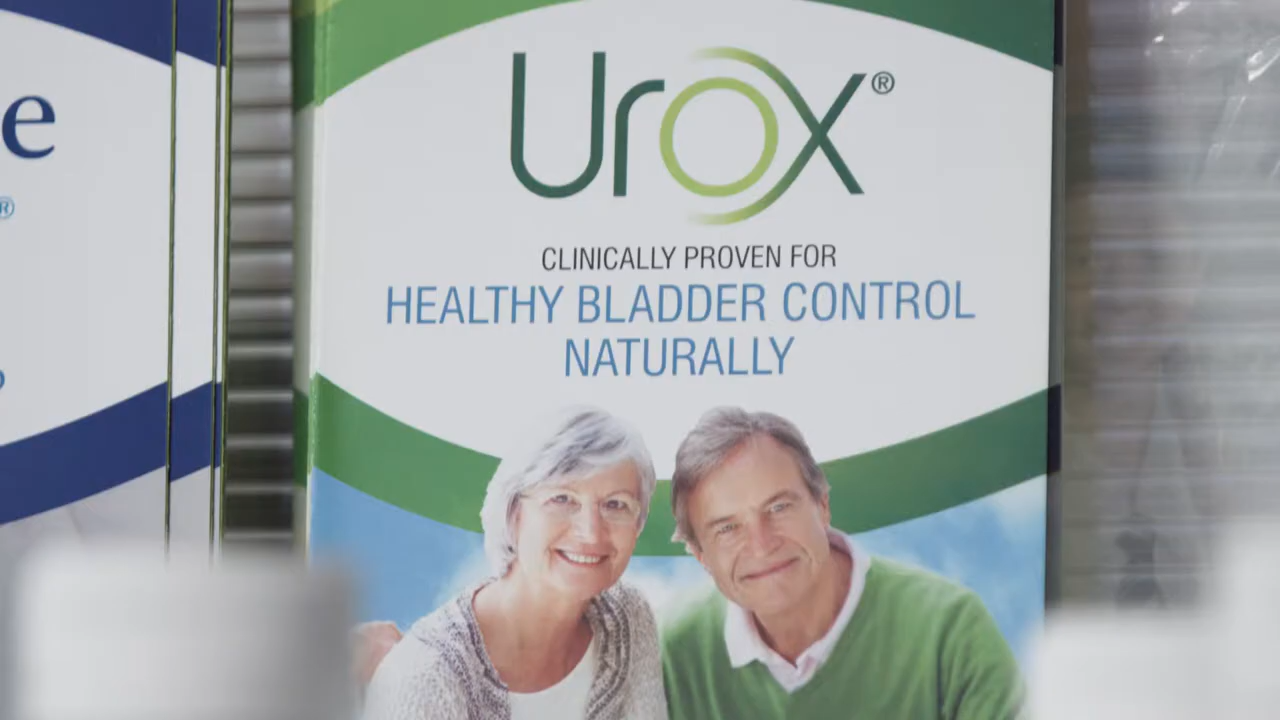 e
®
Urox®
CLINICALLY PROVEN FOR
HEALTHY BLADDER CONTROL
NATURALLY